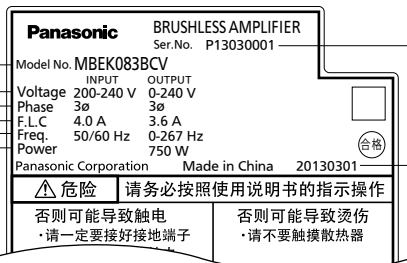 Panasonic BRUSHLESS AMPLIFIER
Ser.No. P13030001
Model No. MBEK083BCV
INPUT OUTPUT
Voltage 200-240 V 0-240 V
Phase 3ø 3ø
F.L.C 4.0 A 3.6 A
Freq. 50/60 Hz 0-267 Hz
Power 750 W
合格
Panasonic Corporation Made in China 20130301
危险 请务必按照使用说明书的指示操作
否则可能导致触电 否则可能导致烫伤
·请一定要接好接地端子 ·请不要触摸散热器